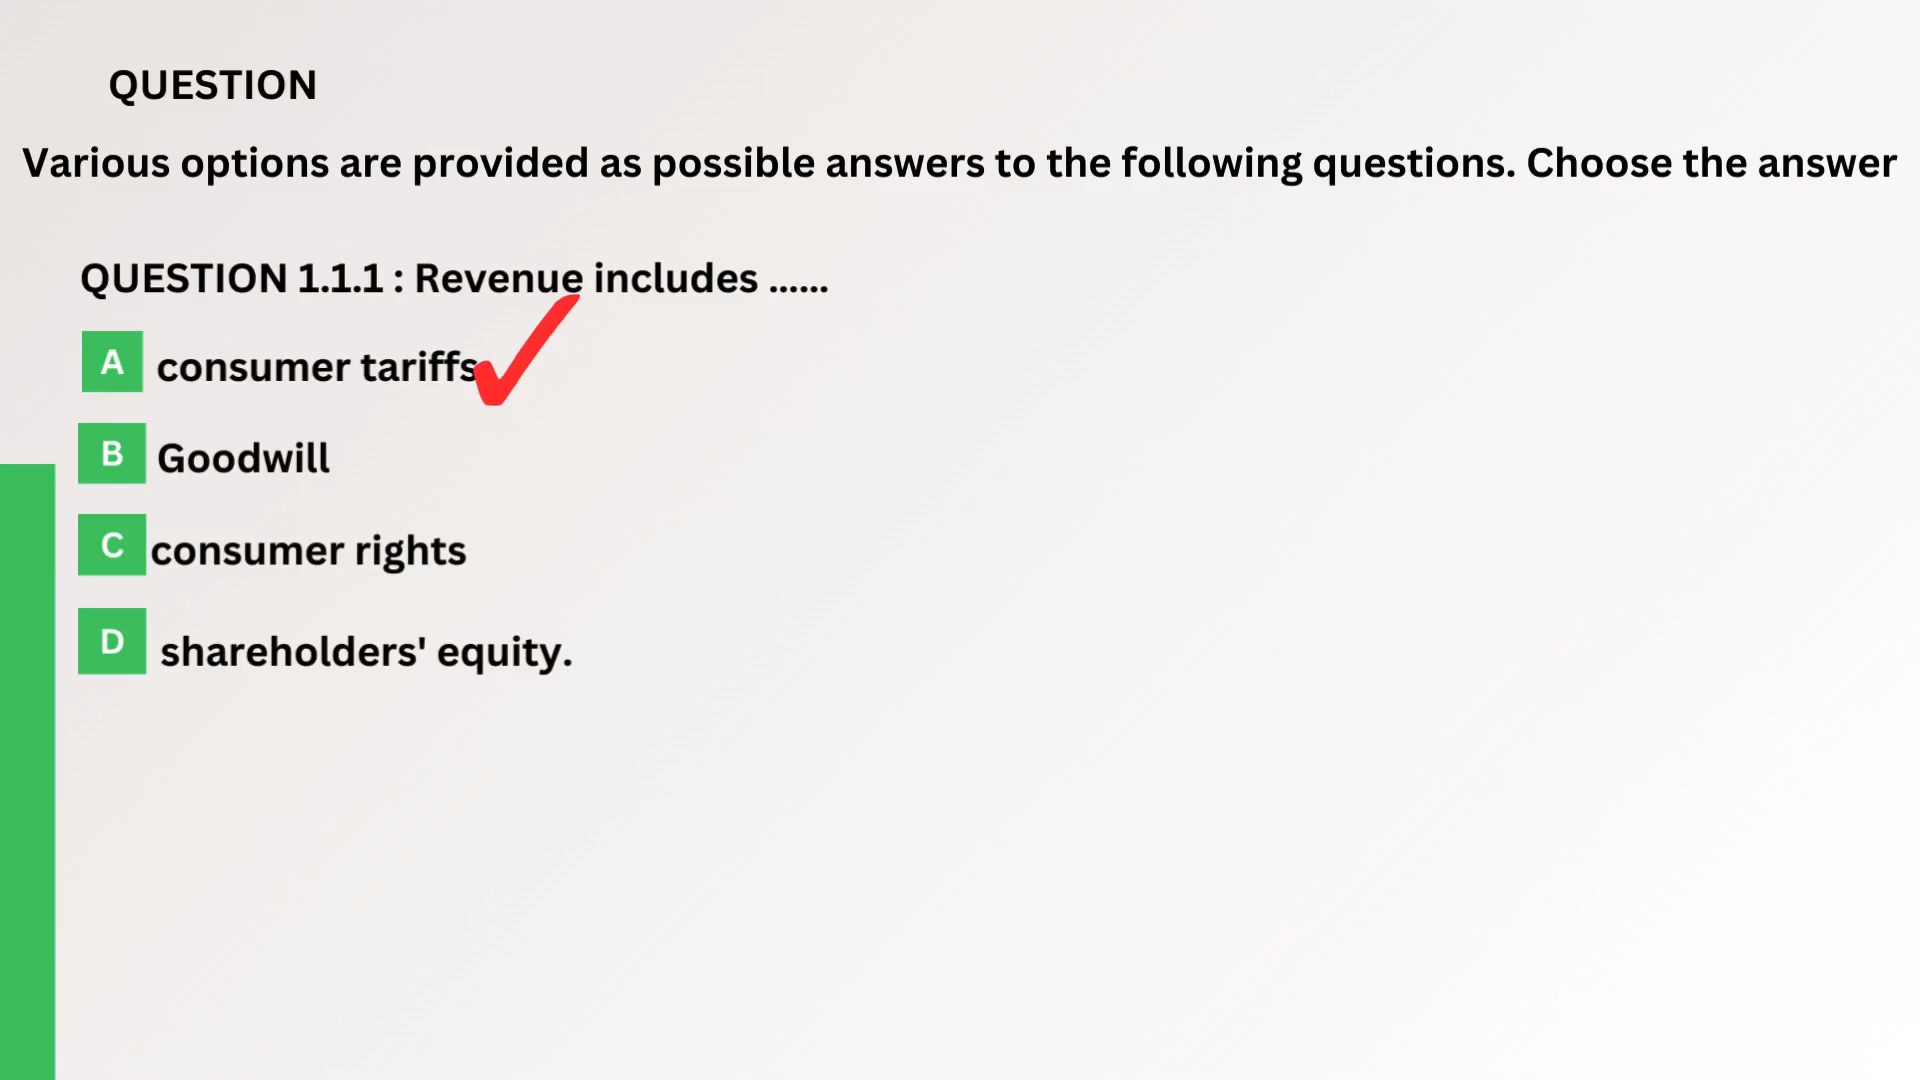 QUESTION
Various options are provided as possible answers to the following questions. Choose the answer
QUESTION 1.1.1 : Revenue includes ......
A consumer tariffs
B Goodwill
C consumer rights
D shareholders' equity.